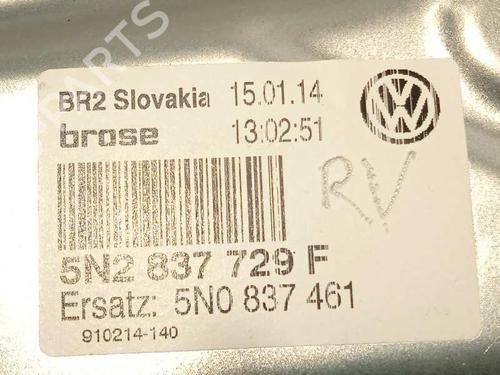 PARTS
BR2 Slovakia 15.01.14
brose 13:02:51
RV
5N2 837 729 F
Ersatz: 5N0 837 461
910214-140